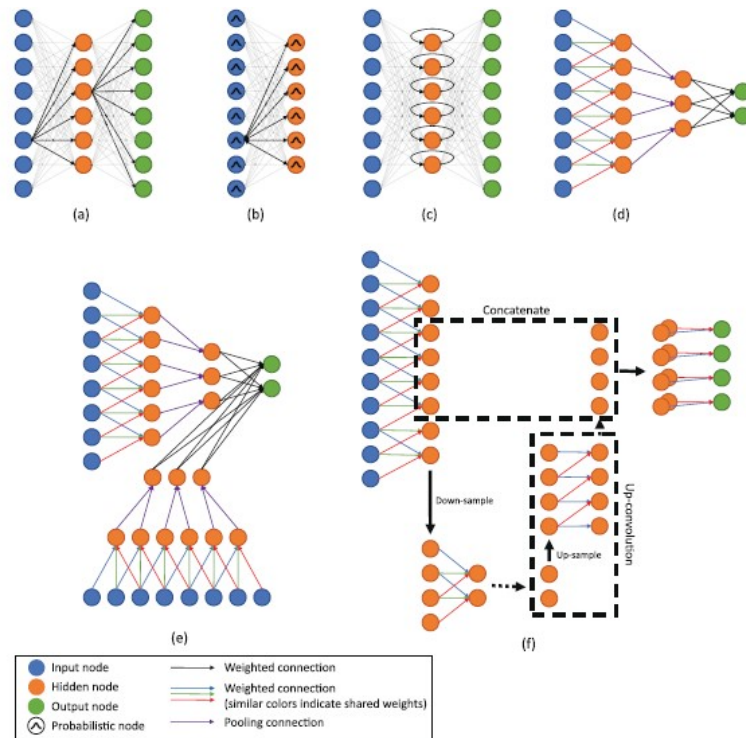 (a)
(b)
(c)
(d)
Concatenate
Down-sample
Up-sample
Up-convolution
(e)
(f)
Input node
Hidden node
Output node
Probabilistic node
Weighted connection
Weighted connection
(similar colors indicate shared weights)
Pooling connection